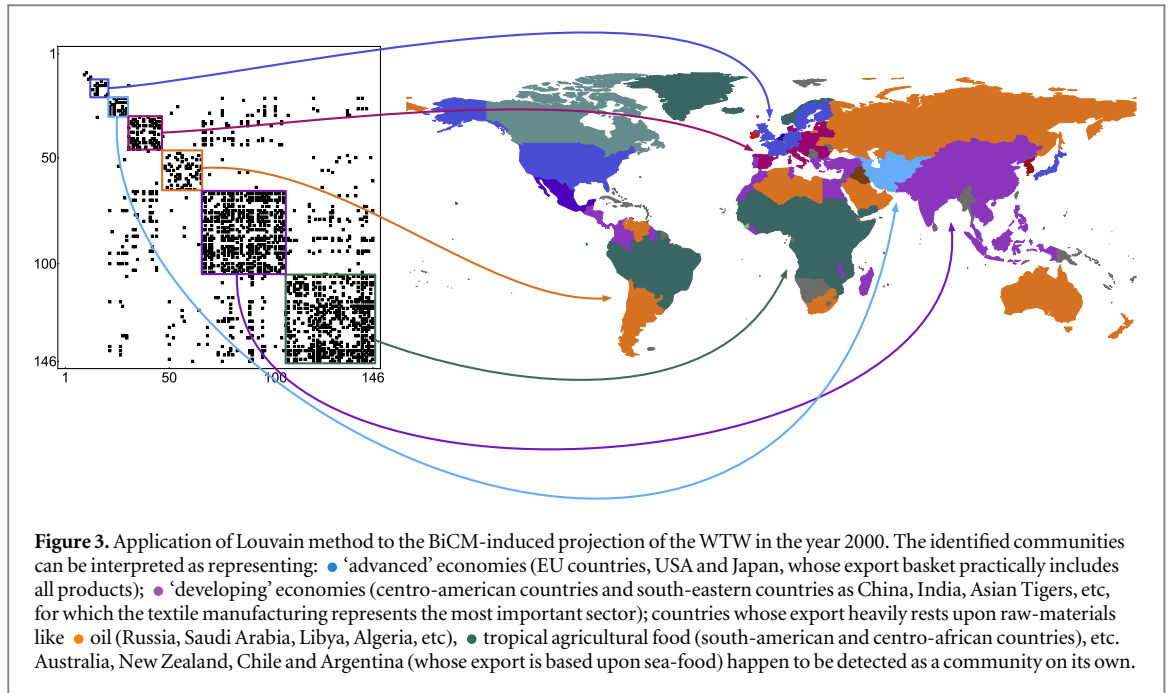 1
50
100
146
1
50
100
146
Figure 3. Application of Louvain method to the BiCM-induced projection of the WTW in the year 2000. The identified communities
can be interpreted as representing: ● ‘advanced’ economies (EU countries, USA and Japan, whose export basket practically includes
all products); ● ‘developing’ economies (centro-american countries and south-eastern countries as China, India, Asian Tigers, etc,
for which the textile manufacturing represents the most important sector); countries whose export heavily rests upon raw-materials
like ● oil (Russia, Saudi Arabia, Libya, Algeria, etc), ● tropical agricultural food (south-american and centro-african countries), etc.
Australia, New Zealand, Chile and Argentina (whose export is based upon sea-food) happen to be detected as a community on its own.